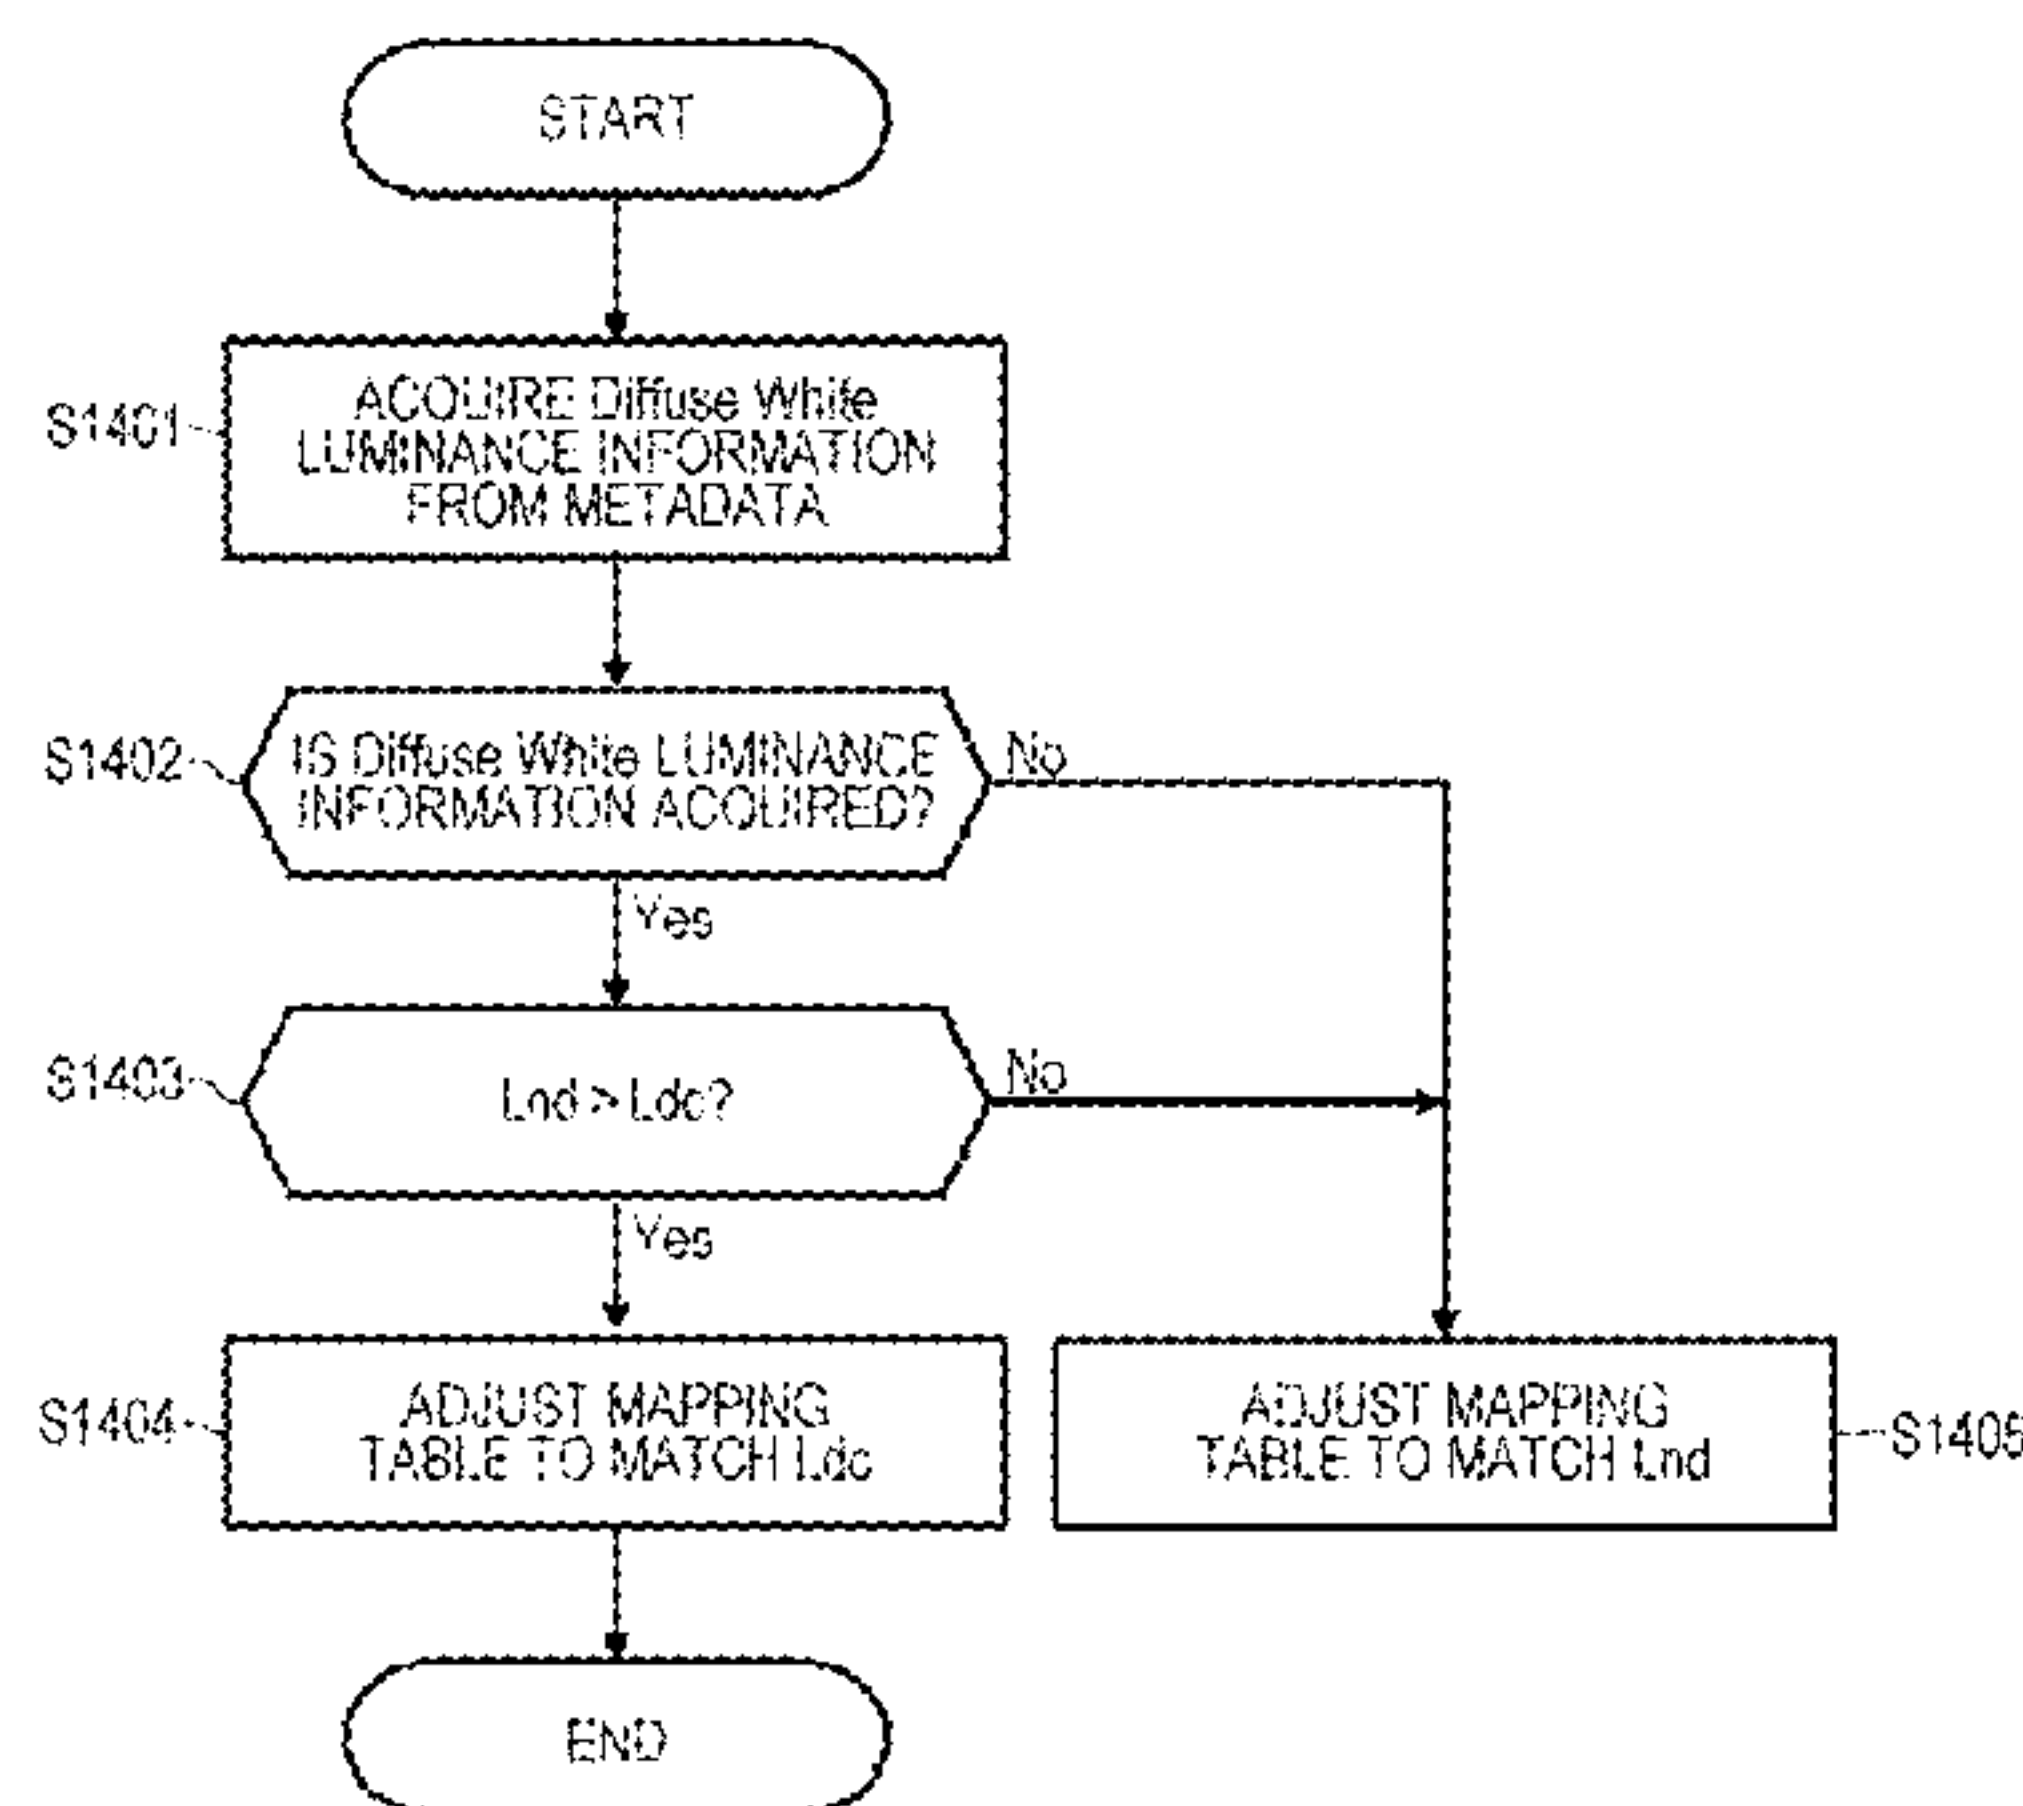 START
S1401
ACQUIRE Diffuse White
LUMINANCE INFORMATION
FROM METADATA
S1402
IS Diffuse White LUMINANCE
INFORMATION ACQUIRED?
No
Yes
S1403
Lnd > Ldc?
No
Yes
S1404
ADJUST MAPPING
TABLE TO MATCH Ldc
ADJUST MAPPING
TABLE TO MATCH Lnd
S1405
END